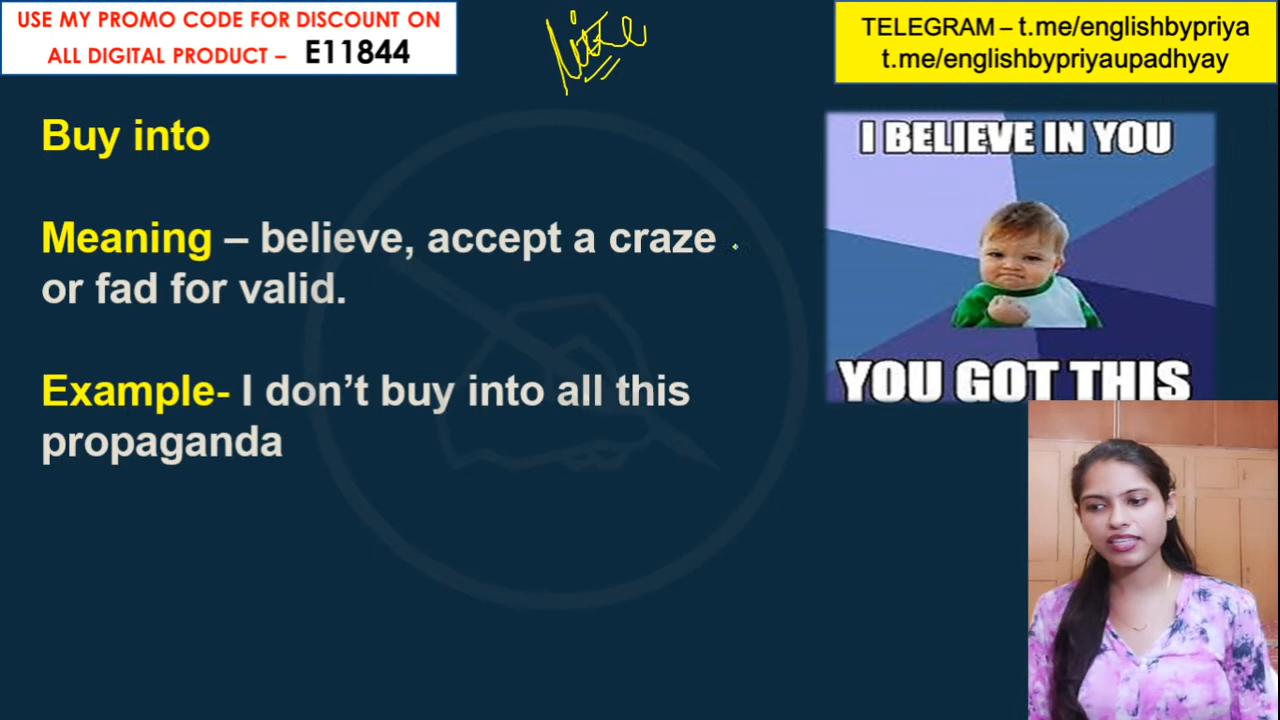 USE MY PROMO CODE FOR DISCOUNT ON
ALL DIGITAL PRODUCT – E11844
TELEGRAM – t.me/englishbypriya
t.me/englishbypriyaupadhyay
Buy into
Meaning – believe, accept a craze
or fad for valid.
Example- I don’t buy into all this
propaganda
I BELIEVE IN YOU
YOU GOT THIS